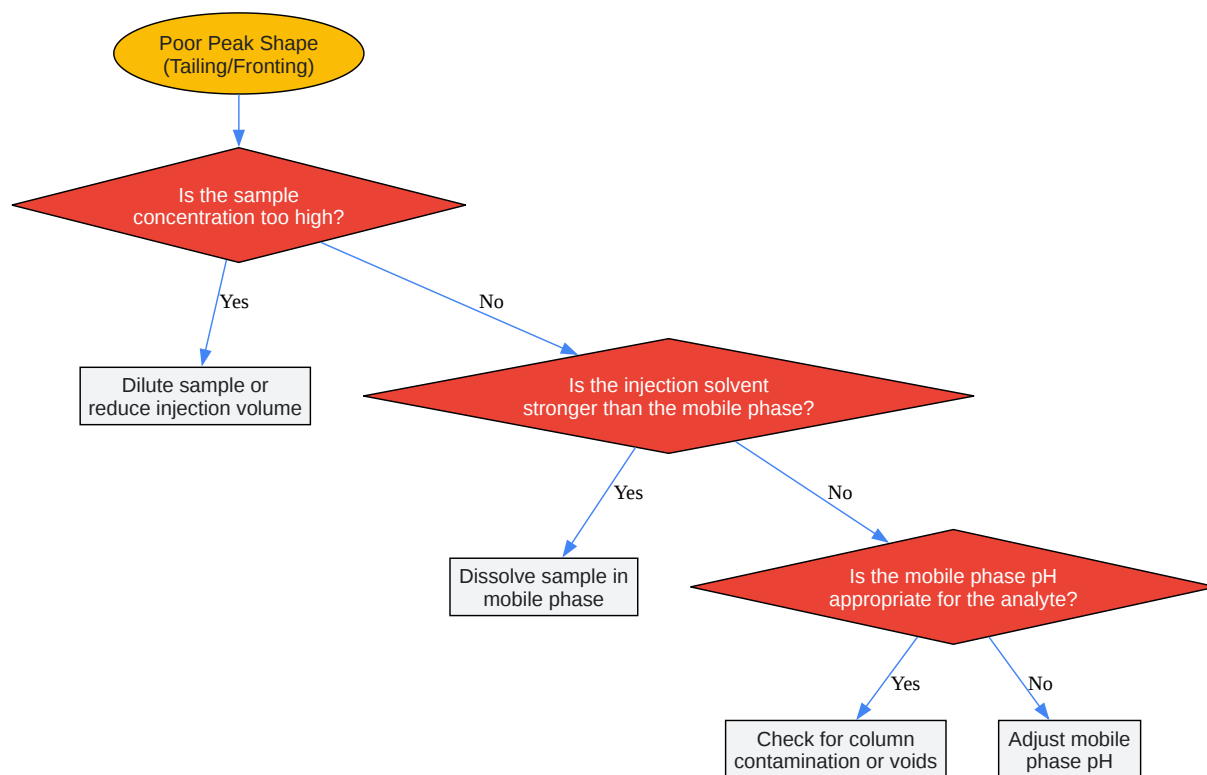 Poor Peak Shape
(Tailing/Fronting)
Is the sample
concentration too high?
Yes
No
Dilute sample or
reduce injection volume
Is the injection solvent
stronger than the mobile phase?
Yes
No
Dissolve sample in
mobile phase
Is the mobile phase pH
appropriate for the analyte?
Yes
No
Check for column
contamination or voids
Adjust mobile
phase pH